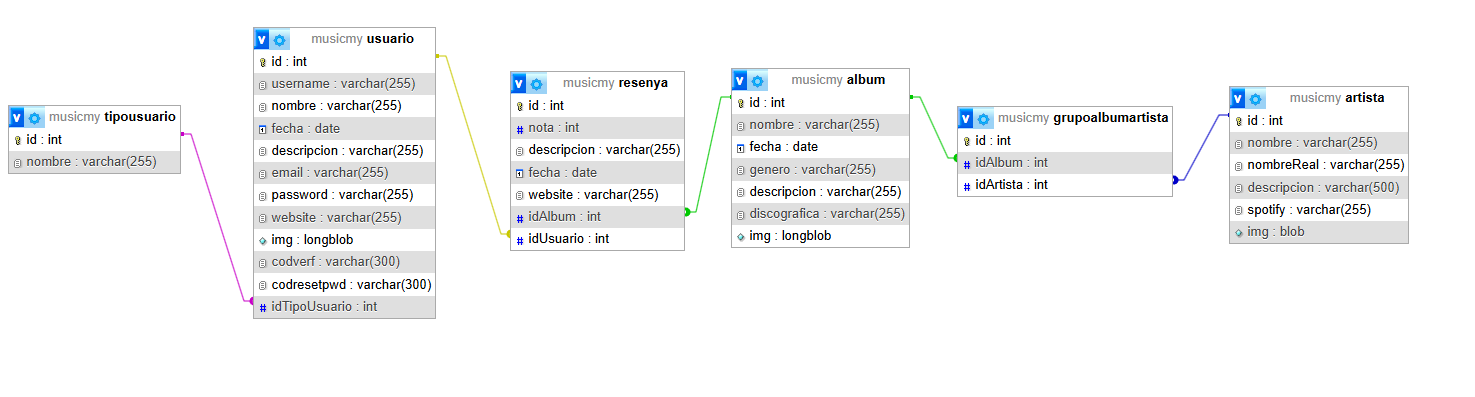 musicmy tipousuario
id : int
nombre : varchar(255)
musicmy usuario
id : int
username : varchar(255)
nombre : varchar(255)
fecha : date
descripcion : varchar(255)
email : varchar(255)
password : varchar(255)
website : varchar(255)
img : longblob
codverf : varchar(300)
codresetpwd : varchar(300)
# idTipoUsuario : int
musicmy resenya
id : int
# nota : int
descripcion : varchar(255)
fecha : date
website : varchar(255)
# idAlbum : int
# idUsuario : int
musicmy album
id : int
nombre : varchar(255)
fecha : date
genero : varchar(255)
descripcion : varchar(255)
discografica : varchar(255)
img : longblob
musicmy grupoalbumartista
id : int
# idAlbum : int
# idArtista : int
musicmy artista
id : int
nombre : varchar(255)
nombreReal : varchar(255)
descripcion : varchar(500)
spotify : varchar(255)
img : blob